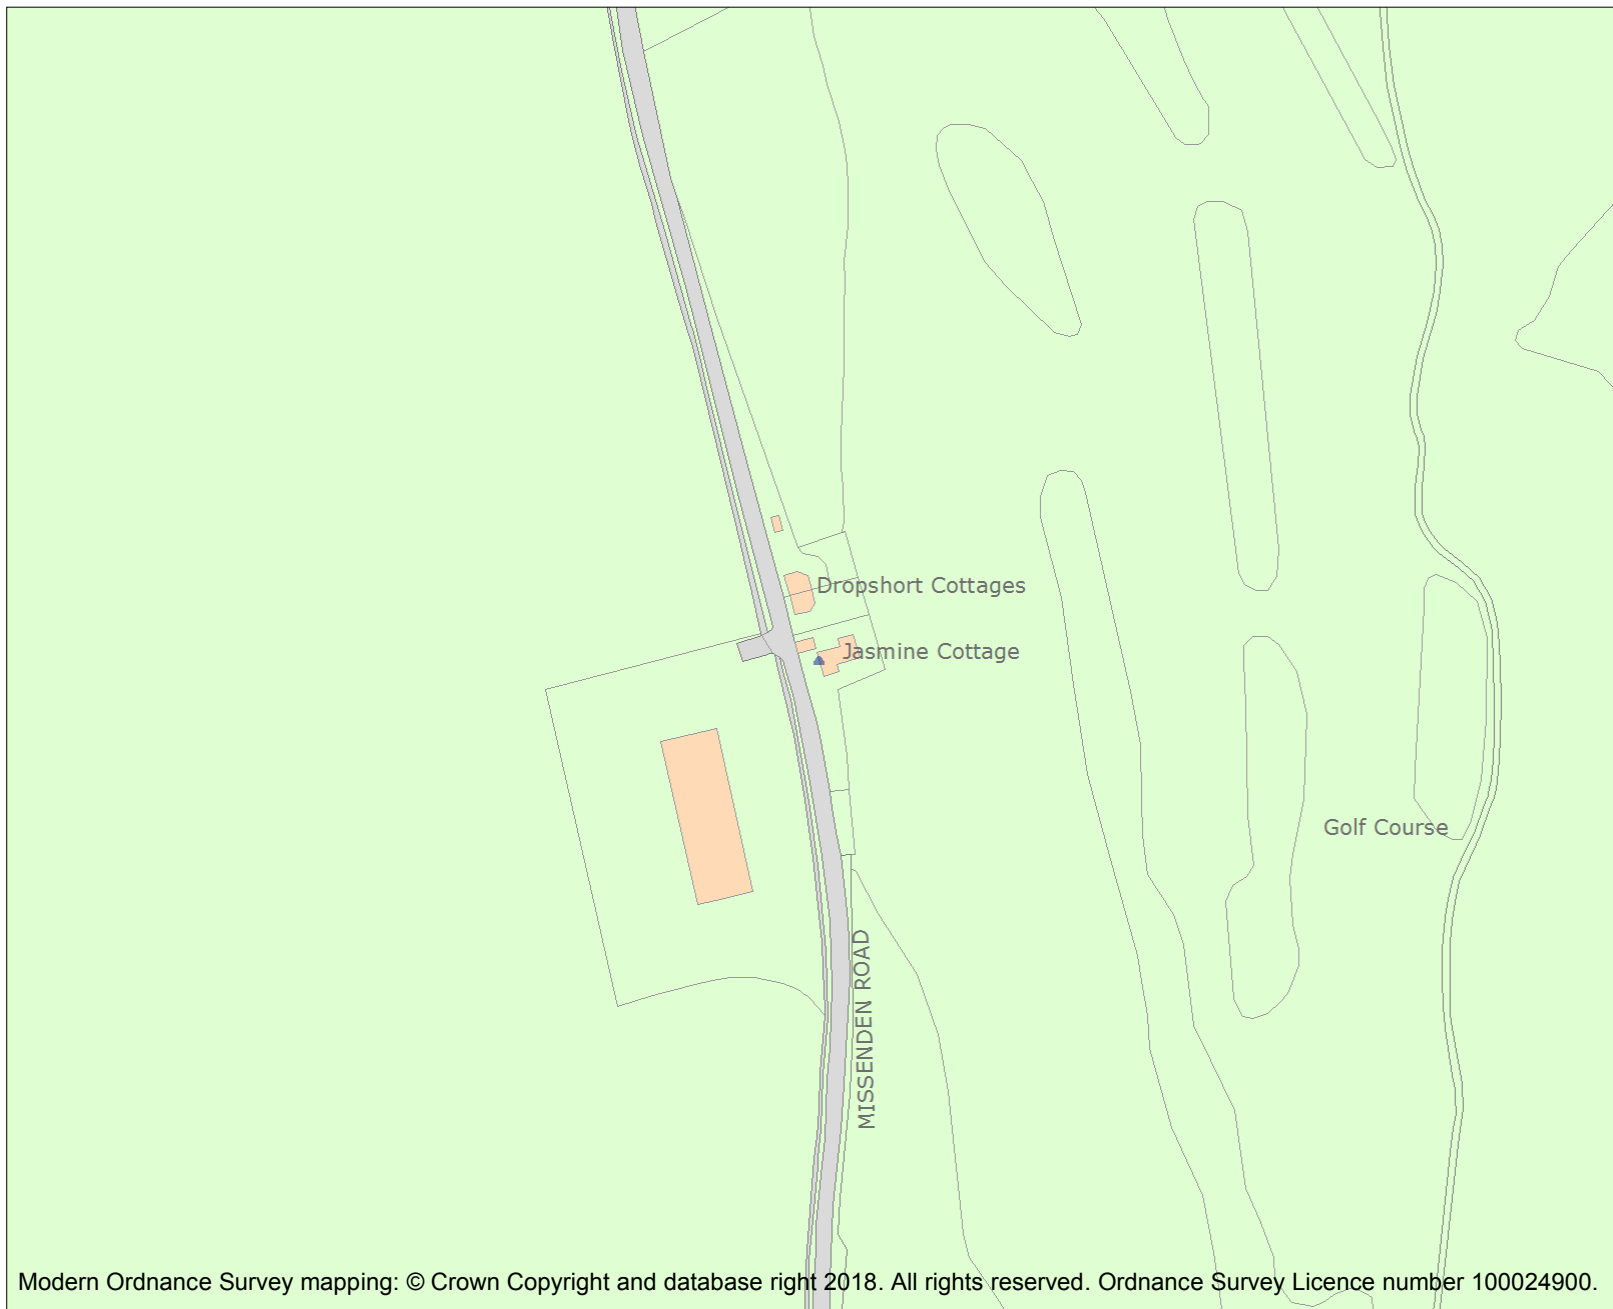 Dropshort Cottages
Jasmine Cottage
Golf Course
MISSENDEN ROAD
Modern Ordnance Survey mapping: © Crown Copyright and database right 2018. All rights reserved. Ordnance Survey Licence number 100024900.